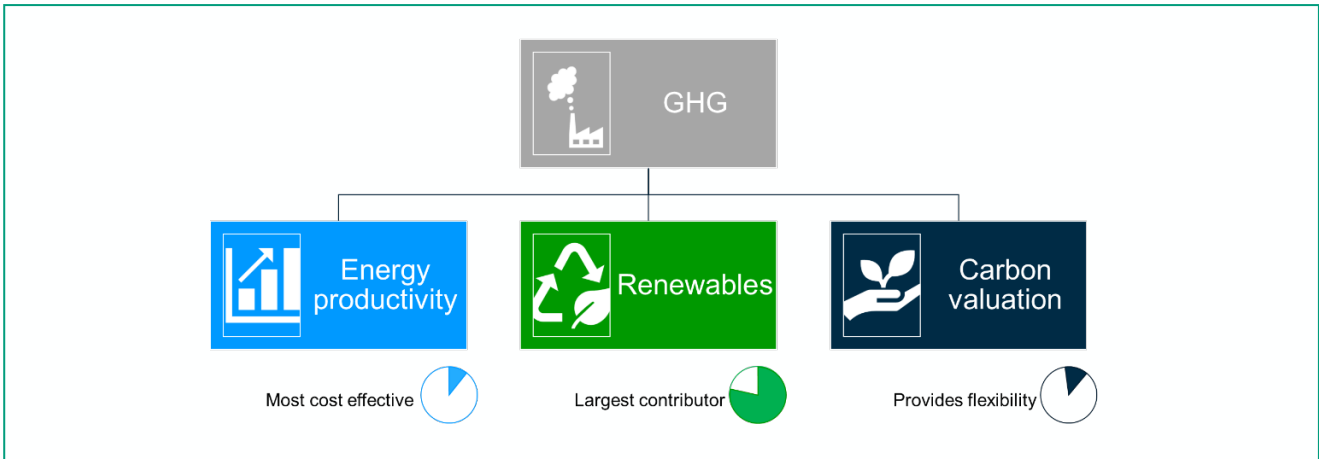 GHG
Energy
productivity
Renewables
Carbon
valuation
Most cost effective
Largest contributor
Provides flexibility